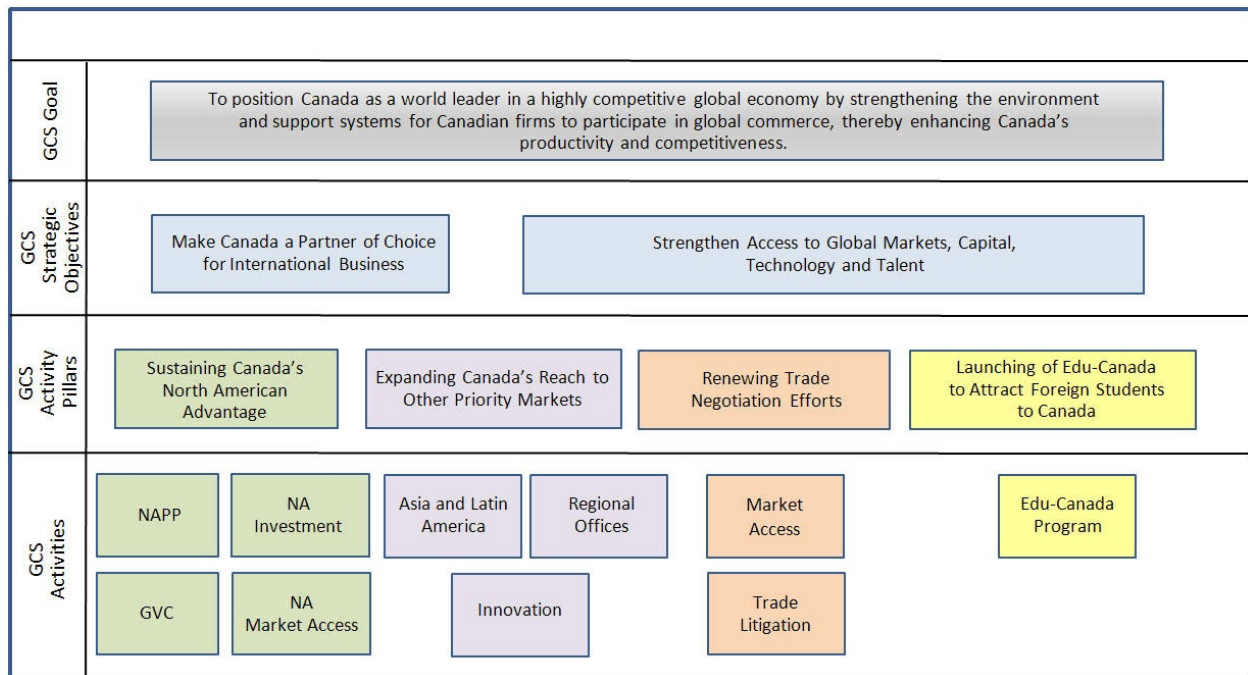 GCS Goal
To position Canada as a world leader in a highly competitive global economy by strengthening the environment
and support systems for Canadian firms to participate in global commerce, thereby enhancing Canada's
productivity and competitiveness.
GCS
Strategic
Objectives
Make Canada a Partner of Choice
for International Business
Strengthen Access to Global Markets, Capital,
Technology and Talent
GCS
Activity
Pillars
Sustaining Canada's
North American
Advantage
Expanding Canada's Reach to
Other Priority Markets
Renewing Trade
Negotiation Efforts
Launching of Edu-Canada
to Attract Foreign Students
to Canada
GCS
Activities
NAPP
NA
Investment
Asia and Latin
America
Regional
Offices
Market
Access
Edu-Canada
Program
GVC
NA
Market Access
Innovation
Trade
Litigation